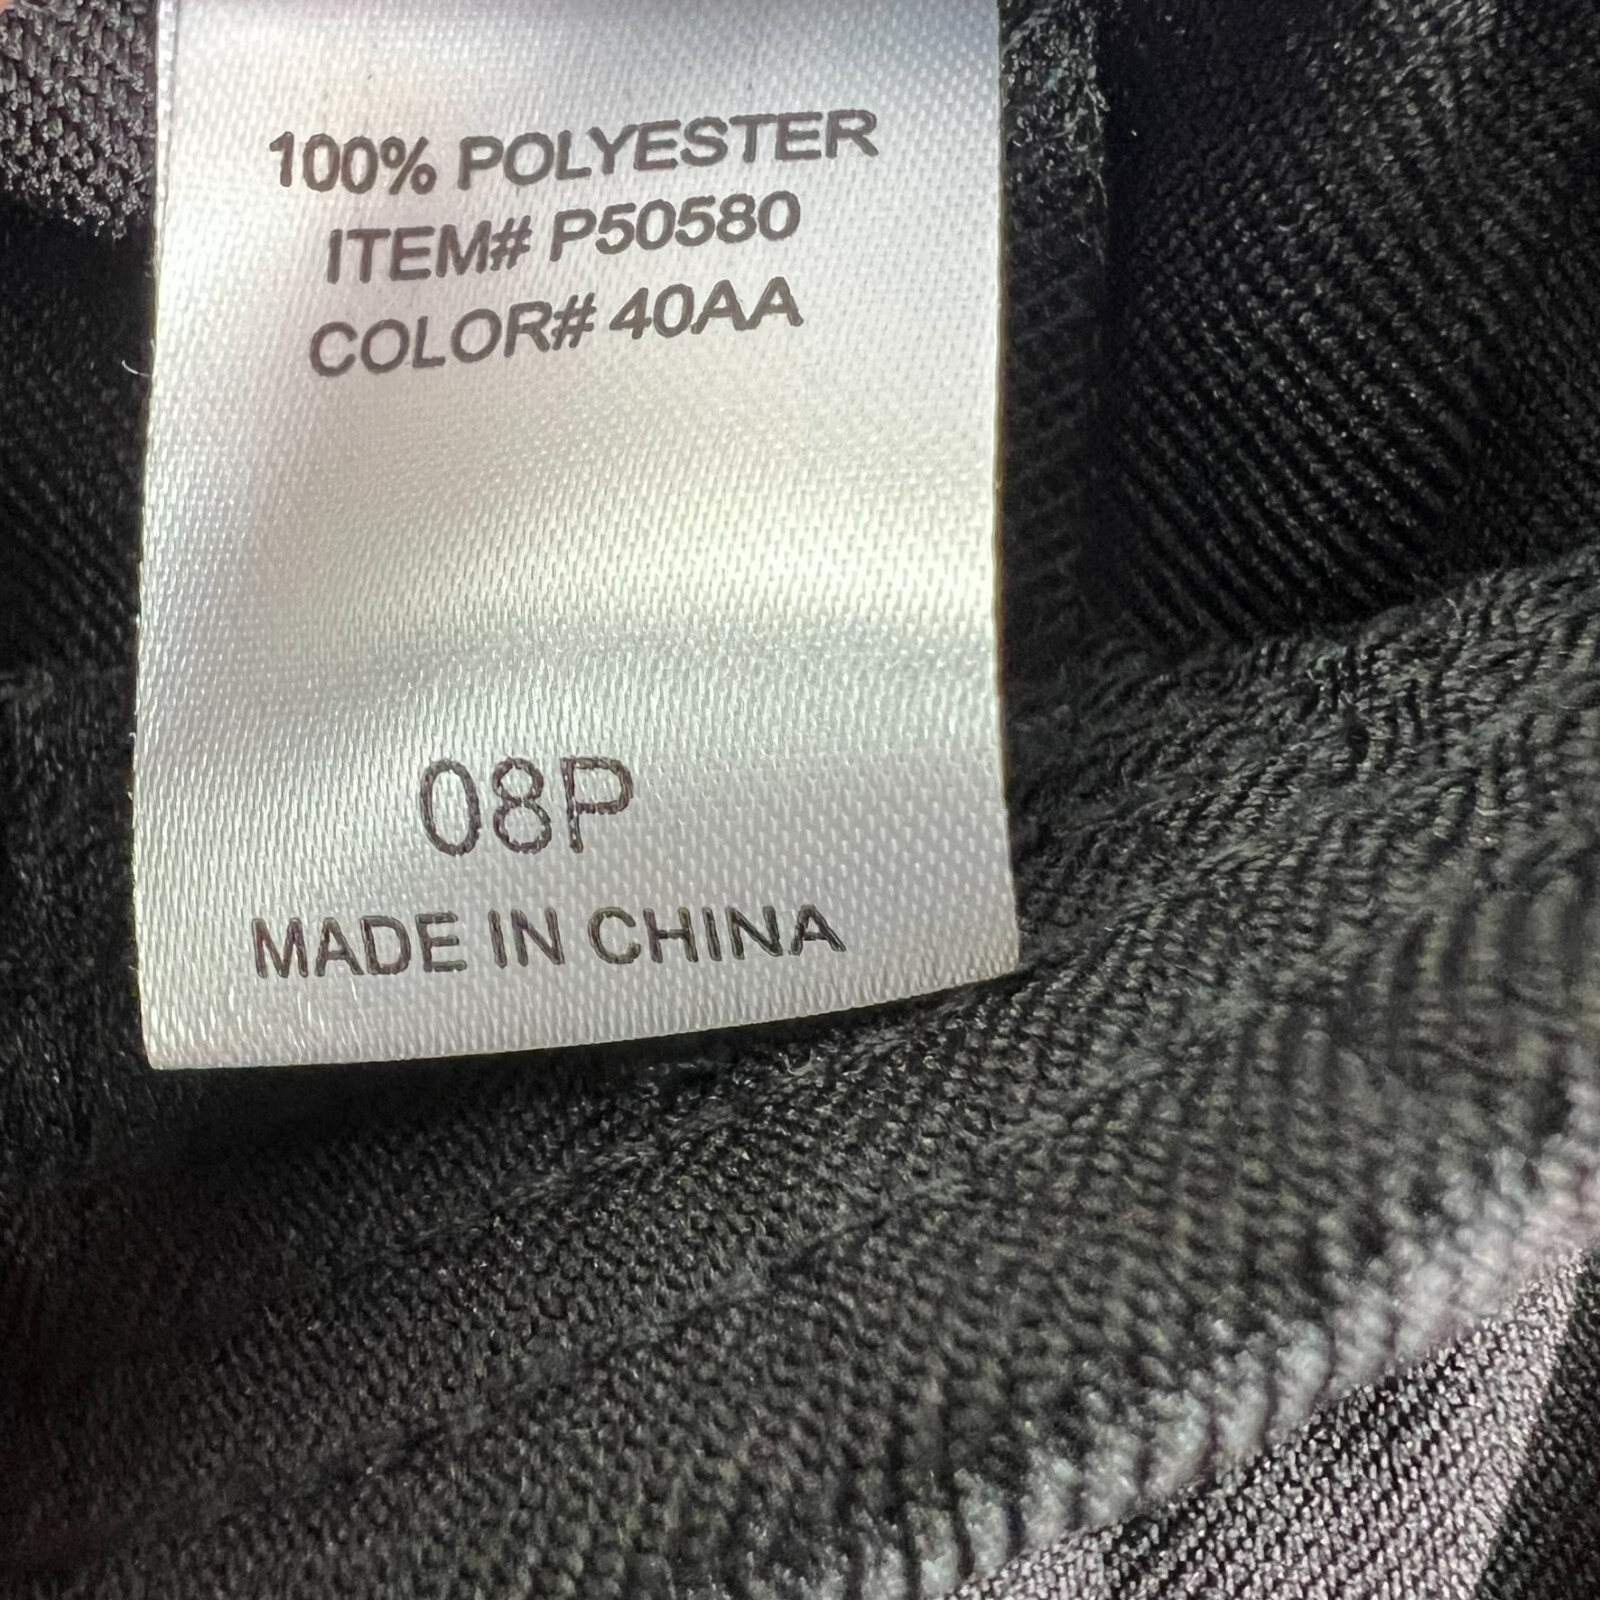 100% POLYESTER
ITEM# P50580
COLOR# 40AA
08P
MADE IN CHINA